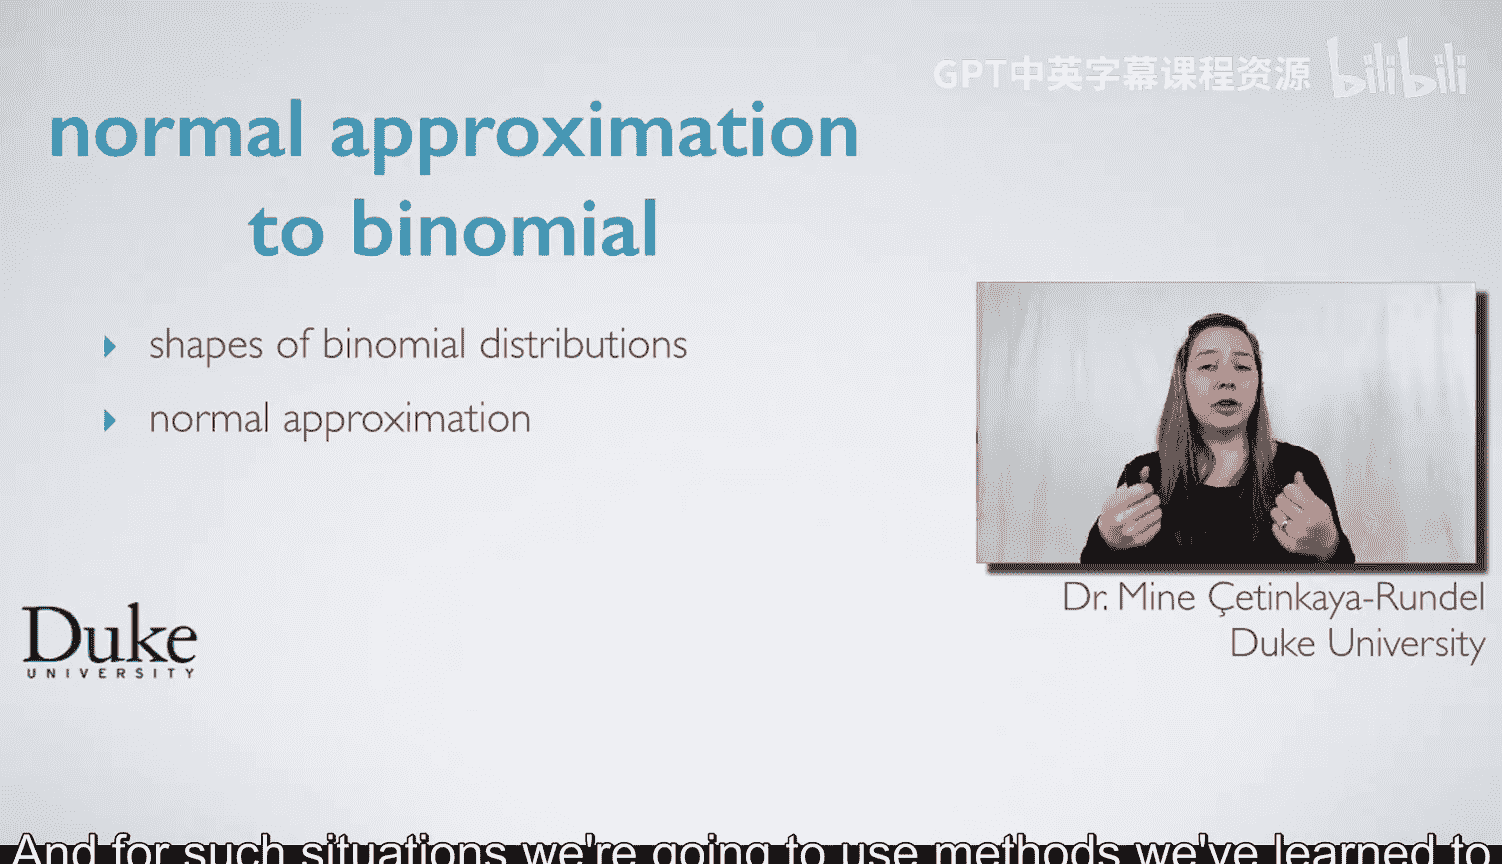 GPT中英字幕课程资源 bilibili
normal approximation
to binomial
shapes of binomial distributions
normal approximation
Dr. Mine Çetinkaya-Rundel
Duke University
Duke
UNIVERSITY
And for such situations we're going to use methods we've learned to